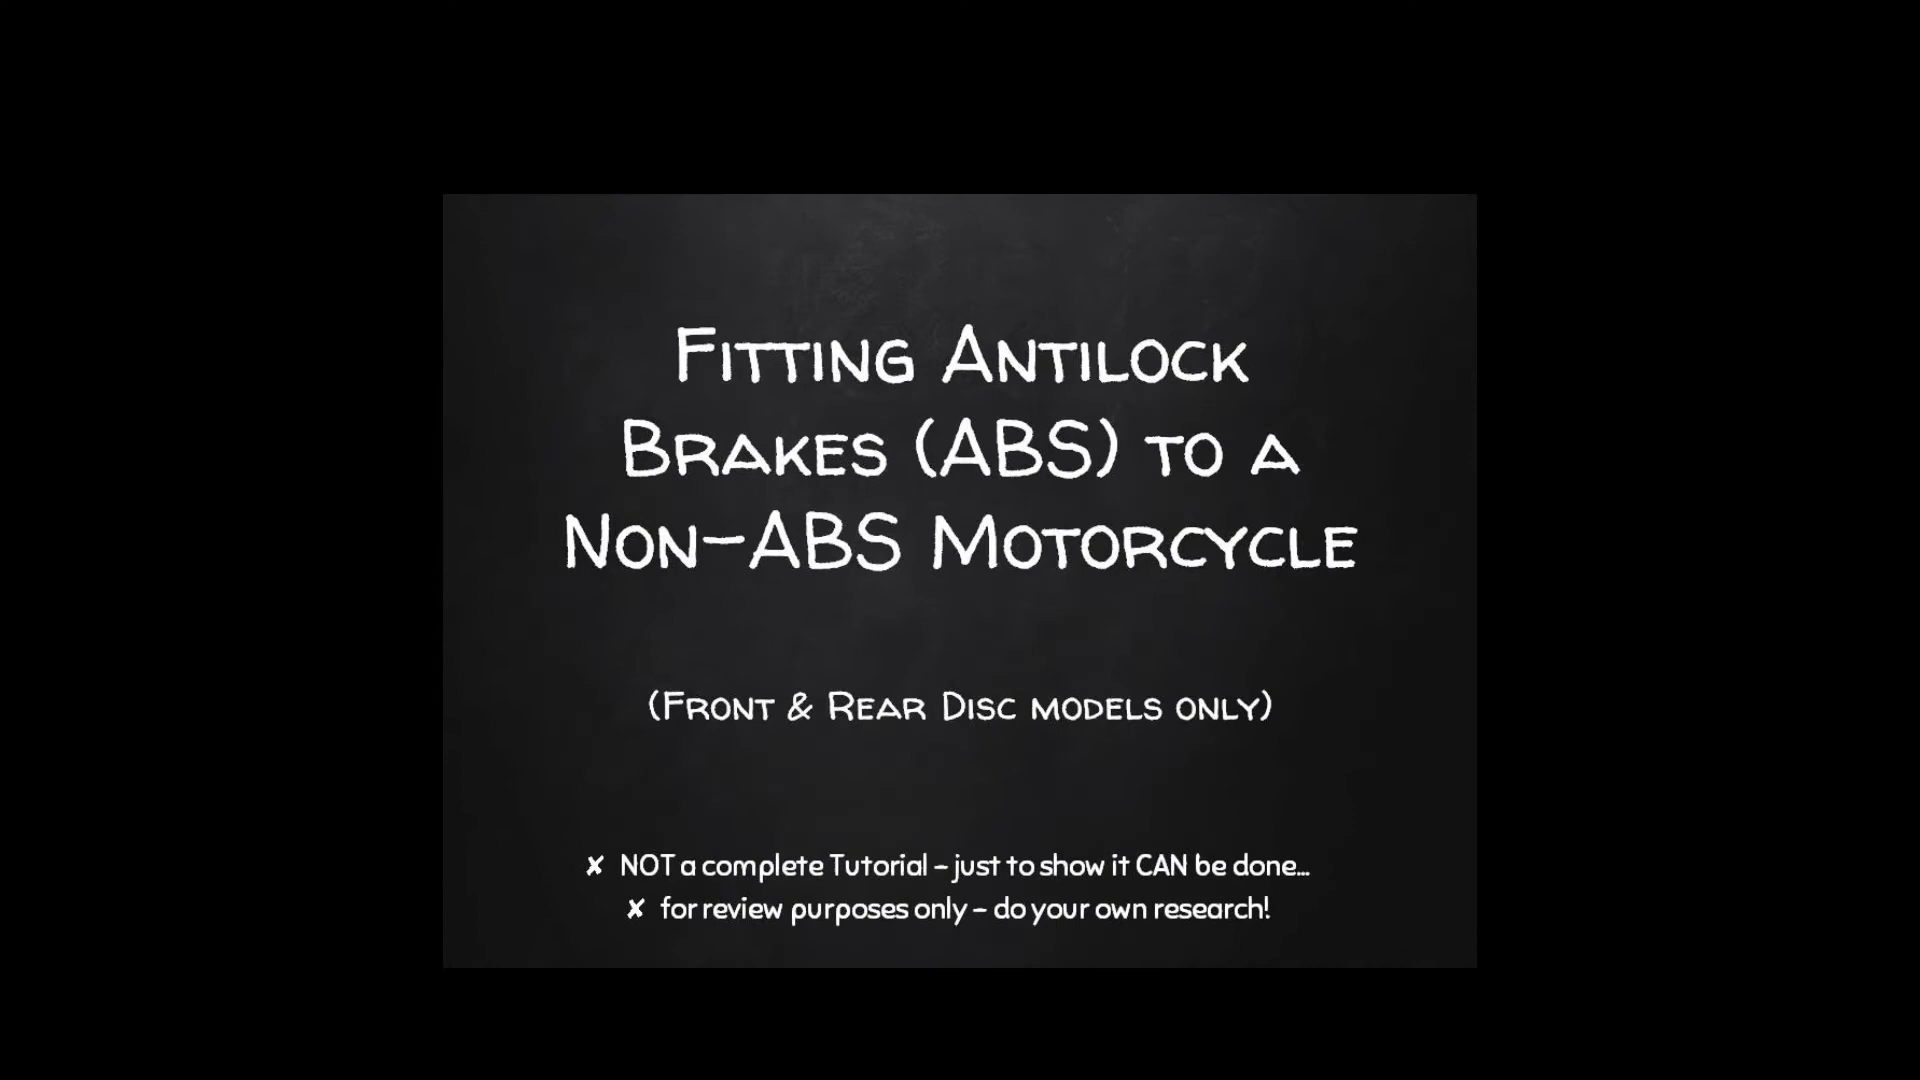 Fitting Antilock
Brakes (ABS) to a
Non-ABS Motorcycle
(Front & Rear Disc models only)
✘ NOT a complete Tutorial – just to show it CAN be done...
✘ for review purposes only – do your own research!